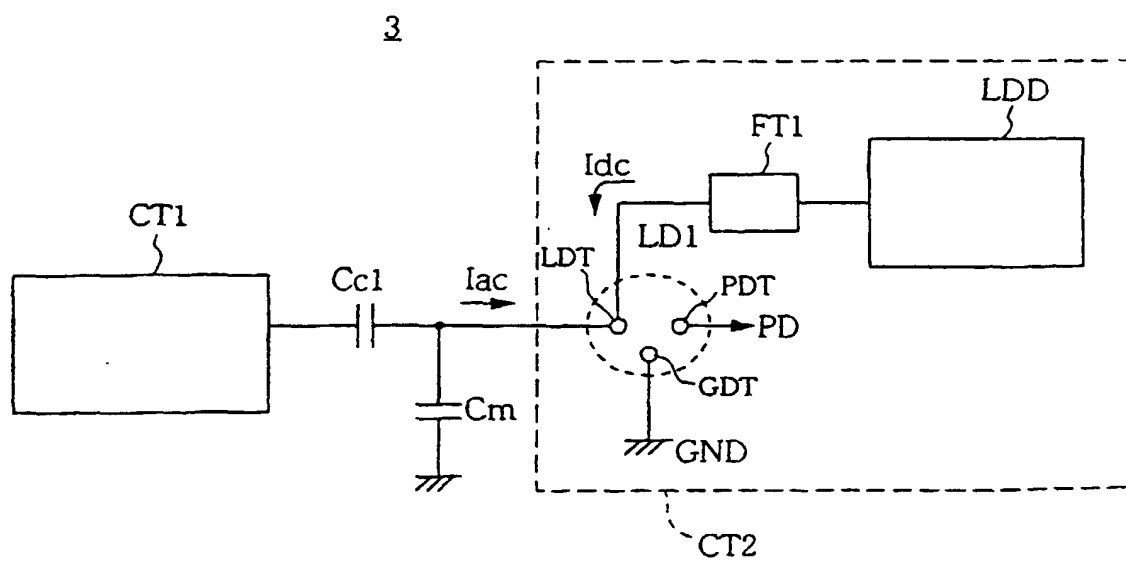 3
LDD
FT1
Idc
CT1
LD1
LDT
Cc1
Iac
PDT
PD
GDT
Cm
GND
CT2